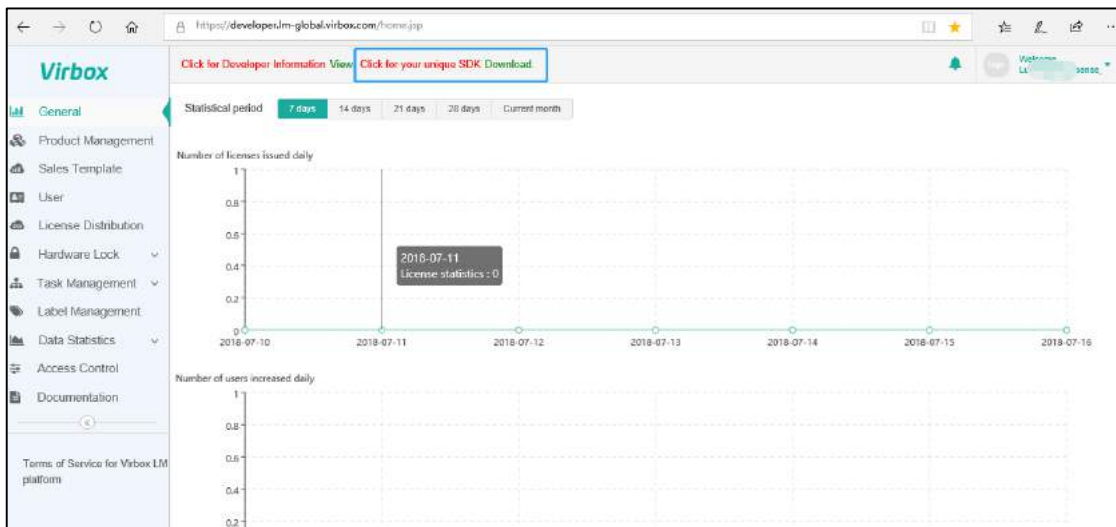 https://developer.lm-global.virbox.com/home.jsp
Virbox
Click for Developer Information View Click for your unique SDK Download
Welcome
General
Statistical period 7 days 14 days 21 days 28 days Current month
Product Management
Sales Template
User
License Distribution
Hardware Lock
Task Management
Label Management
Data Statistics
Access Control
Documentation
Terms of Service for Virbox LM
platform
Number of licenses issued daily
1
0.8
0.6
0.4
0.2
0
2018-07-11
License statistics : 0
2018-07-10 2018-07-11 2018-07-12 2018-07-13 2018-07-14 2018-07-15 2018-07-16
Number of users increased daily
1
0.8
0.6
0.4
0.2